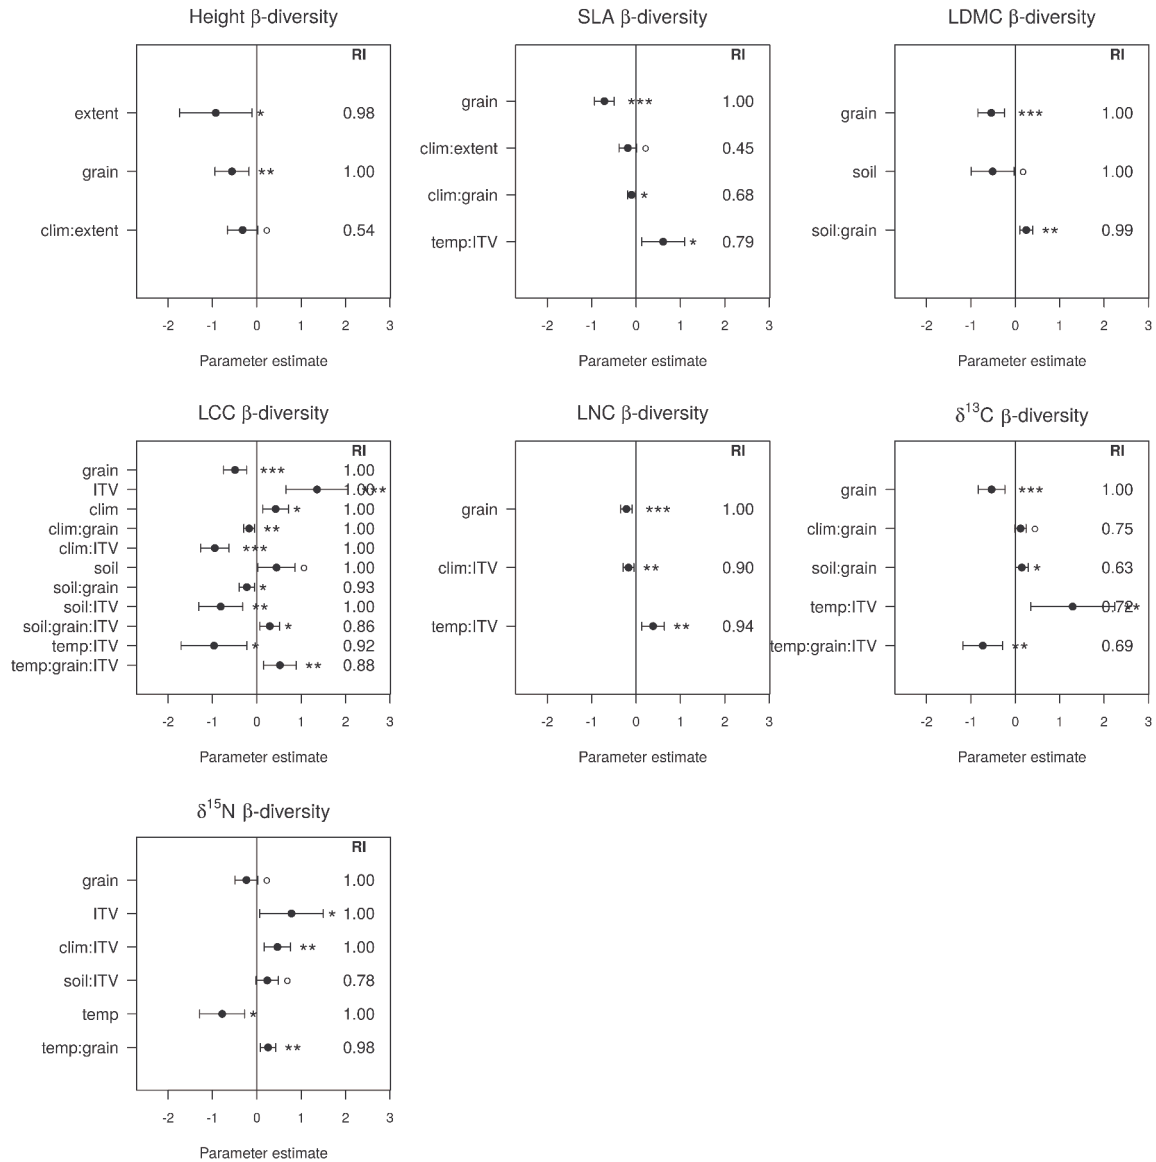 Height β-diversity
RI
extent * 0.98
grain ** 1.00
clim:extent ○ 0.54
-2 -1 0 1 2 3
Parameter estimate
SLA β-diversity
RI
grain *** 1.00
clim:extent ○ 0.45
clim:grain * 0.68
temp:ITV * 0.79
-2 -1 0 1 2 3
Parameter estimate
LDMC β-diversity
RI
grain *** 1.00
soil ○ 1.00
soil:grain ** 0.99
-2 -1 0 1 2 3
Parameter estimate
LCC β-diversity
RI
grain *** 1.00
ITV 1.00 ***
clim * 1.00
clim:grain ** 1.00
clim:ITV *** 1.00
soil ○ 1.00
soil:grain * 0.93
soil:ITV ** 1.00
soil:grain:ITV * 0.86
temp:ITV * 0.92
temp:grain:ITV ** 0.88
-2 -1 0 1 2 3
Parameter estimate
LNC β-diversity
RI
grain *** 1.00
clim:ITV ** 0.90
temp:ITV ** 0.94
-2 -1 0 1 2 3
Parameter estimate
δ¹³C β-diversity
RI
grain *** 1.00
clim:grain ○ 0.75
soil:grain * 0.63
temp:ITV 0.72 **
temp:grain:ITV ** 0.69
-2 -1 0 1 2 3
Parameter estimate
δ¹⁵N β-diversity
RI
grain ○ 1.00
ITV * 1.00
clim:ITV ** 1.00
soil:ITV ○ 0.78
temp * 1.00
temp:grain ** 0.98
-2 -1 0 1 2 3
Parameter estimate